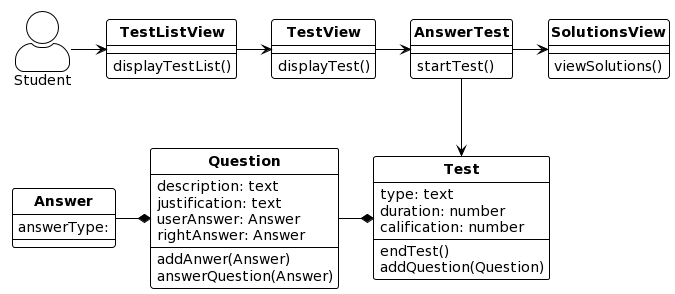 Student
TestListView
displayTestList()
TestView
displayTest()
AnswerTest
startTest()
SolutionsView
viewSolutions()
Answer
answerType:
Question
description: text
justification: text
userAnswer: Answer
rightAnswer: Answer
addAnwer(Answer)
answerQuestion(Answer)
Test
type: text
duration: number
calification: number
endTest()
addQuestion(Question)